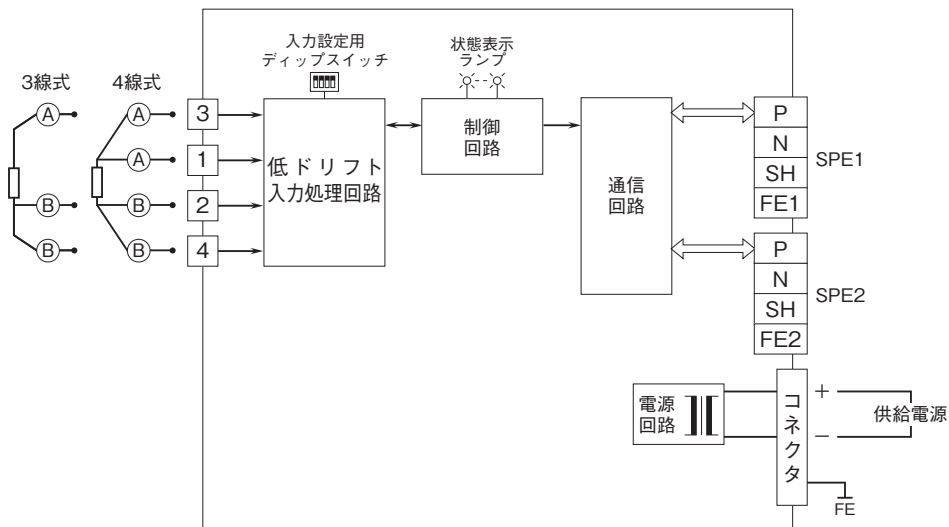 入力設定用
ディップスイッチ
状態表示
ランプ
3線式
4線式
A
B
B
A
A
B
B
3
1
2
4
低ドリフト
入力処理回路
制御
回路
通信
回路
P
N
SH
FE1
SPE1
P
N
SH
FE2
SPE2
電源
回路
コネクタ
+
−
供給電源
FE